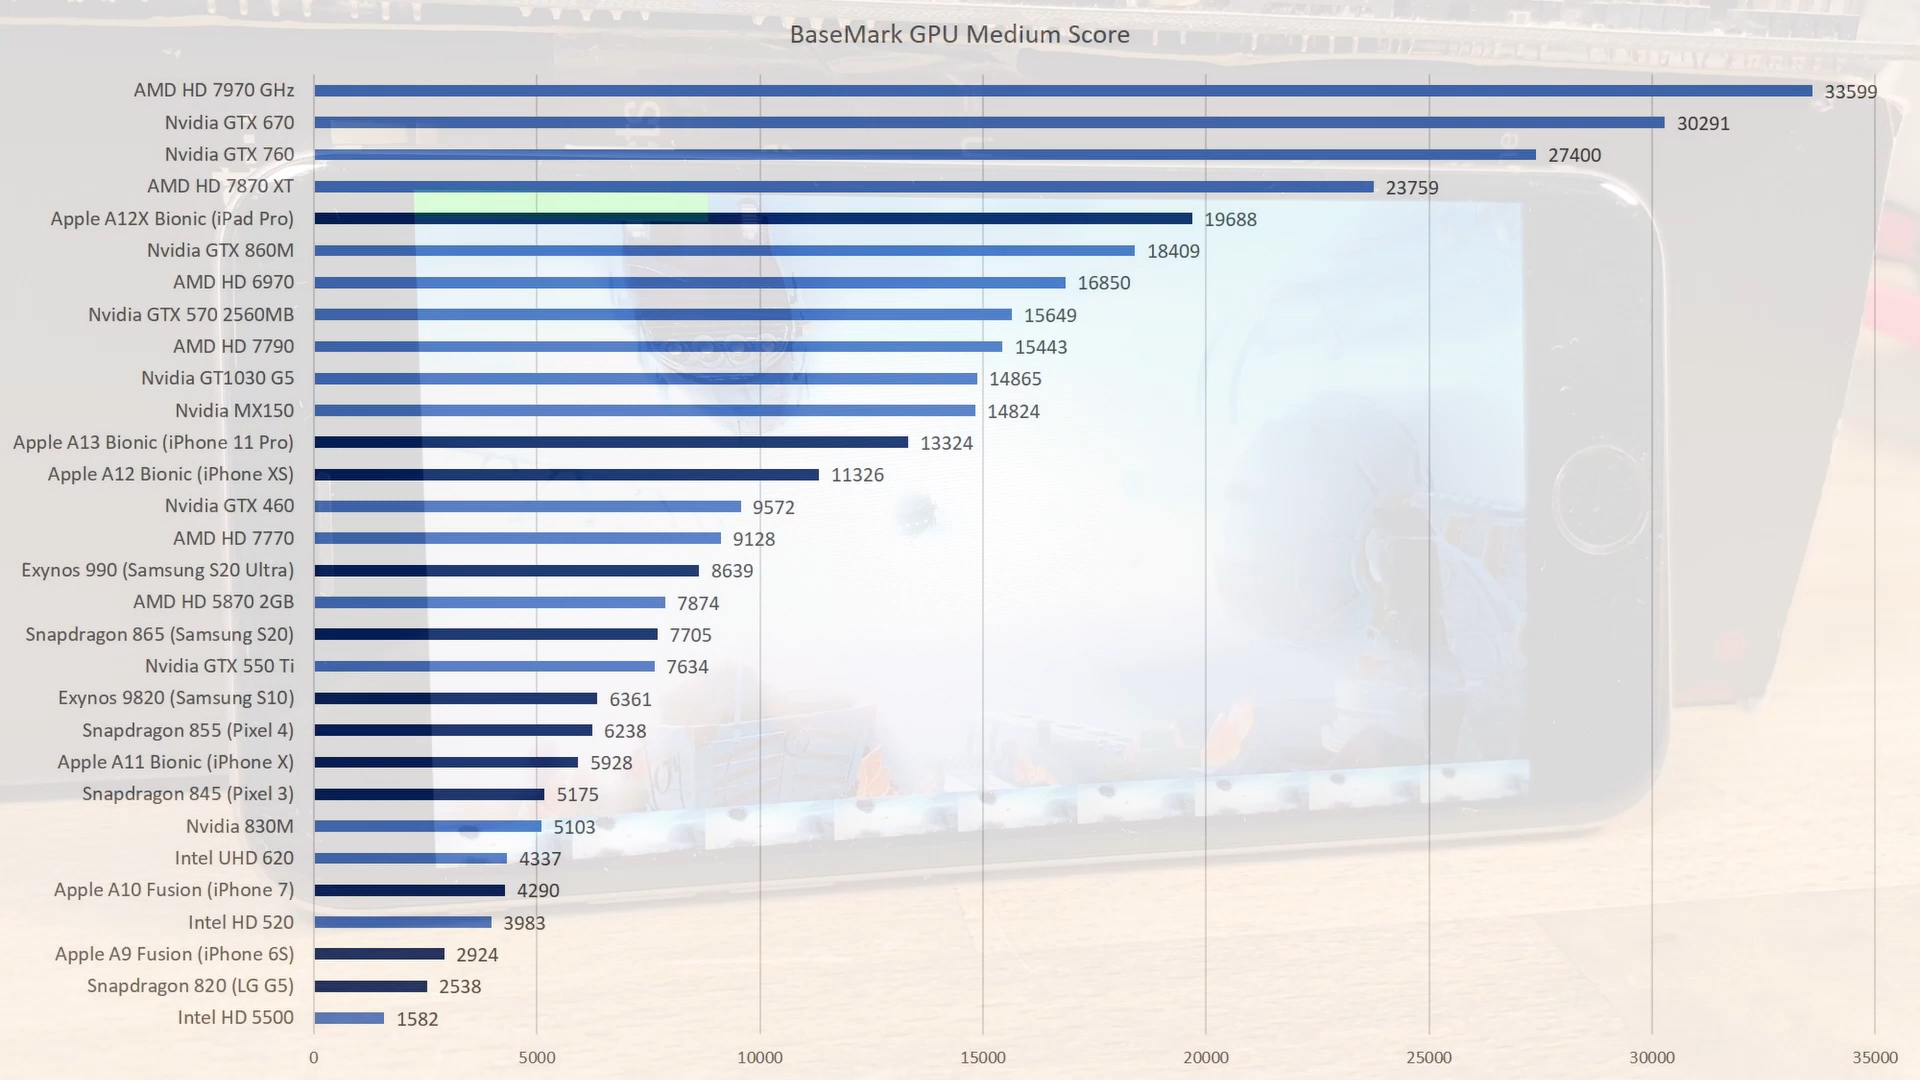 BaseMark GPU Medium Score
AMD HD 7970 GHz 33599
Nvidia GTX 670 30291
Nvidia GTX 760 27400
AMD HD 7870 XT 23759
Apple A12X Bionic (iPad Pro) 19688
Nvidia GTX 860M 18409
AMD HD 6970 16850
Nvidia GTX 570 2560MB 15649
AMD HD 7790 15443
Nvidia GT1030 G5 14865
Nvidia MX150 14824
Apple A13 Bionic (iPhone 11 Pro) 13324
Apple A12 Bionic (iPhone XS) 11326
Nvidia GTX 460 9572
AMD HD 7770 9128
Exynos 990 (Samsung S20 Ultra) 8639
AMD HD 5870 2GB 7874
Snapdragon 865 (Samsung S20) 7705
Nvidia GTX 550 Ti 7634
Exynos 9820 (Samsung S10) 6361
Snapdragon 855 (Pixel 4) 6238
Apple A11 Bionic (iPhone X) 5928
Snapdragon 845 (Pixel 3) 5175
Nvidia 830M 5103
Intel UHD 620 4337
Apple A10 Fusion (iPhone 7) 4290
Intel HD 520 3983
Apple A9 Fusion (iPhone 6S) 2924
Snapdragon 820 (LG G5) 2538
Intel HD 5500 1582
0 5000 10000 15000 20000 25000 30000 35000